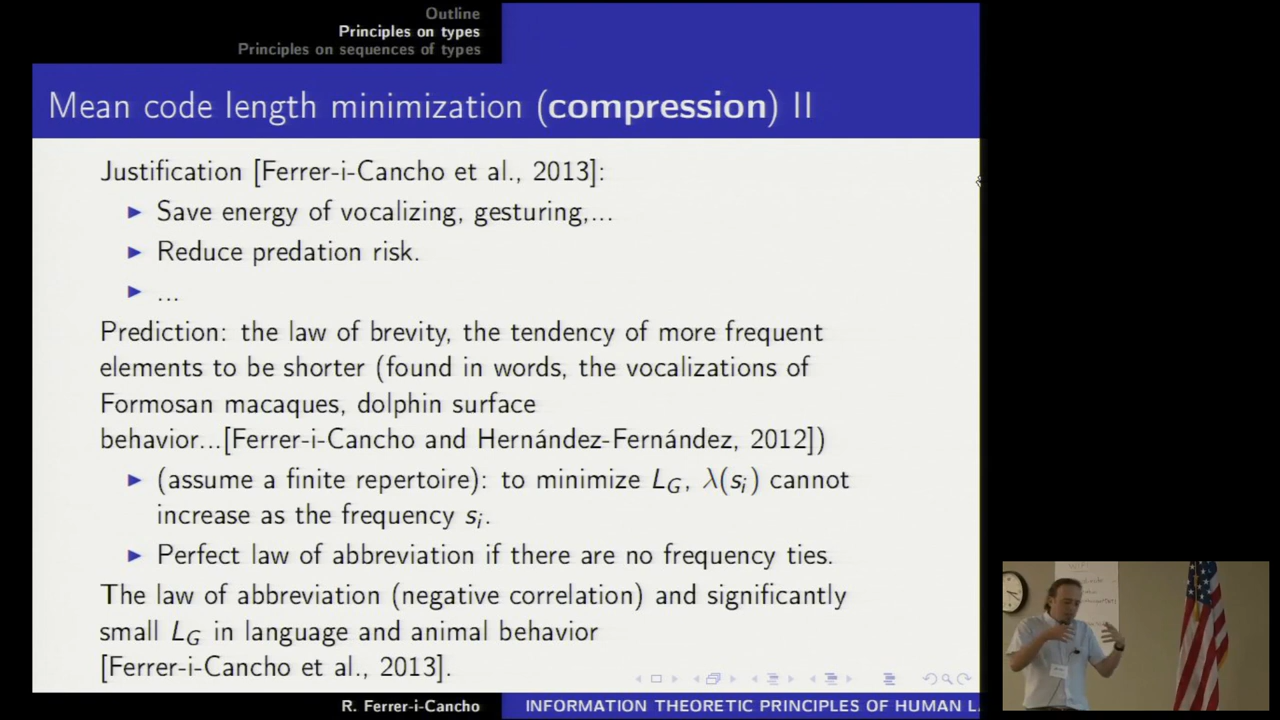 Outline
Principles on types
Principles on sequences of types
Mean code length minimization (compression) II
Justification [Ferrer-i-Cancho et al., 2013]:
► Save energy of vocalizing, gesturing,...
► Reduce predation risk.
► ...
Prediction: the law of brevity, the tendency of more frequent
elements to be shorter (found in words, the vocalizations of
Formosan macaques, dolphin surface
behavior...[Ferrer-i-Cancho and Hernández-Fernández, 2012])
► (assume a finite repertoire): to minimize L_G, λ(s_i) cannot
increase as the frequency s_i.
► Perfect law of abbreviation if there are no frequency ties.
The law of abbreviation (negative correlation) and significantly
small L_G in language and animal behavior
[Ferrer-i-Cancho et al., 2013].
R. Ferrer-i-Cancho INFORMATION THEORETIC PRINCIPLES OF HUMAN L